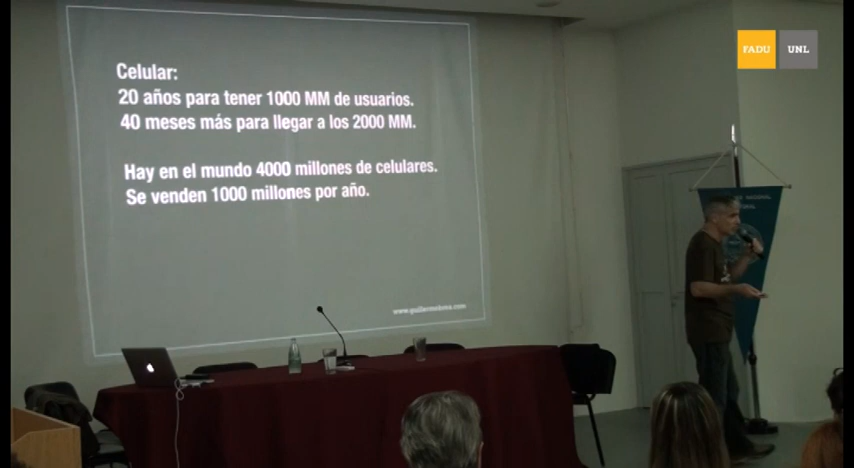 Celular:
20 años para tener 1000 MM de usuarios.
40 meses más para llegar a los 2000 MM.
Hay en el mundo 4000 millones de celulares.
Se venden 1000 millones por año.
FADU
UNL
NACIONAL